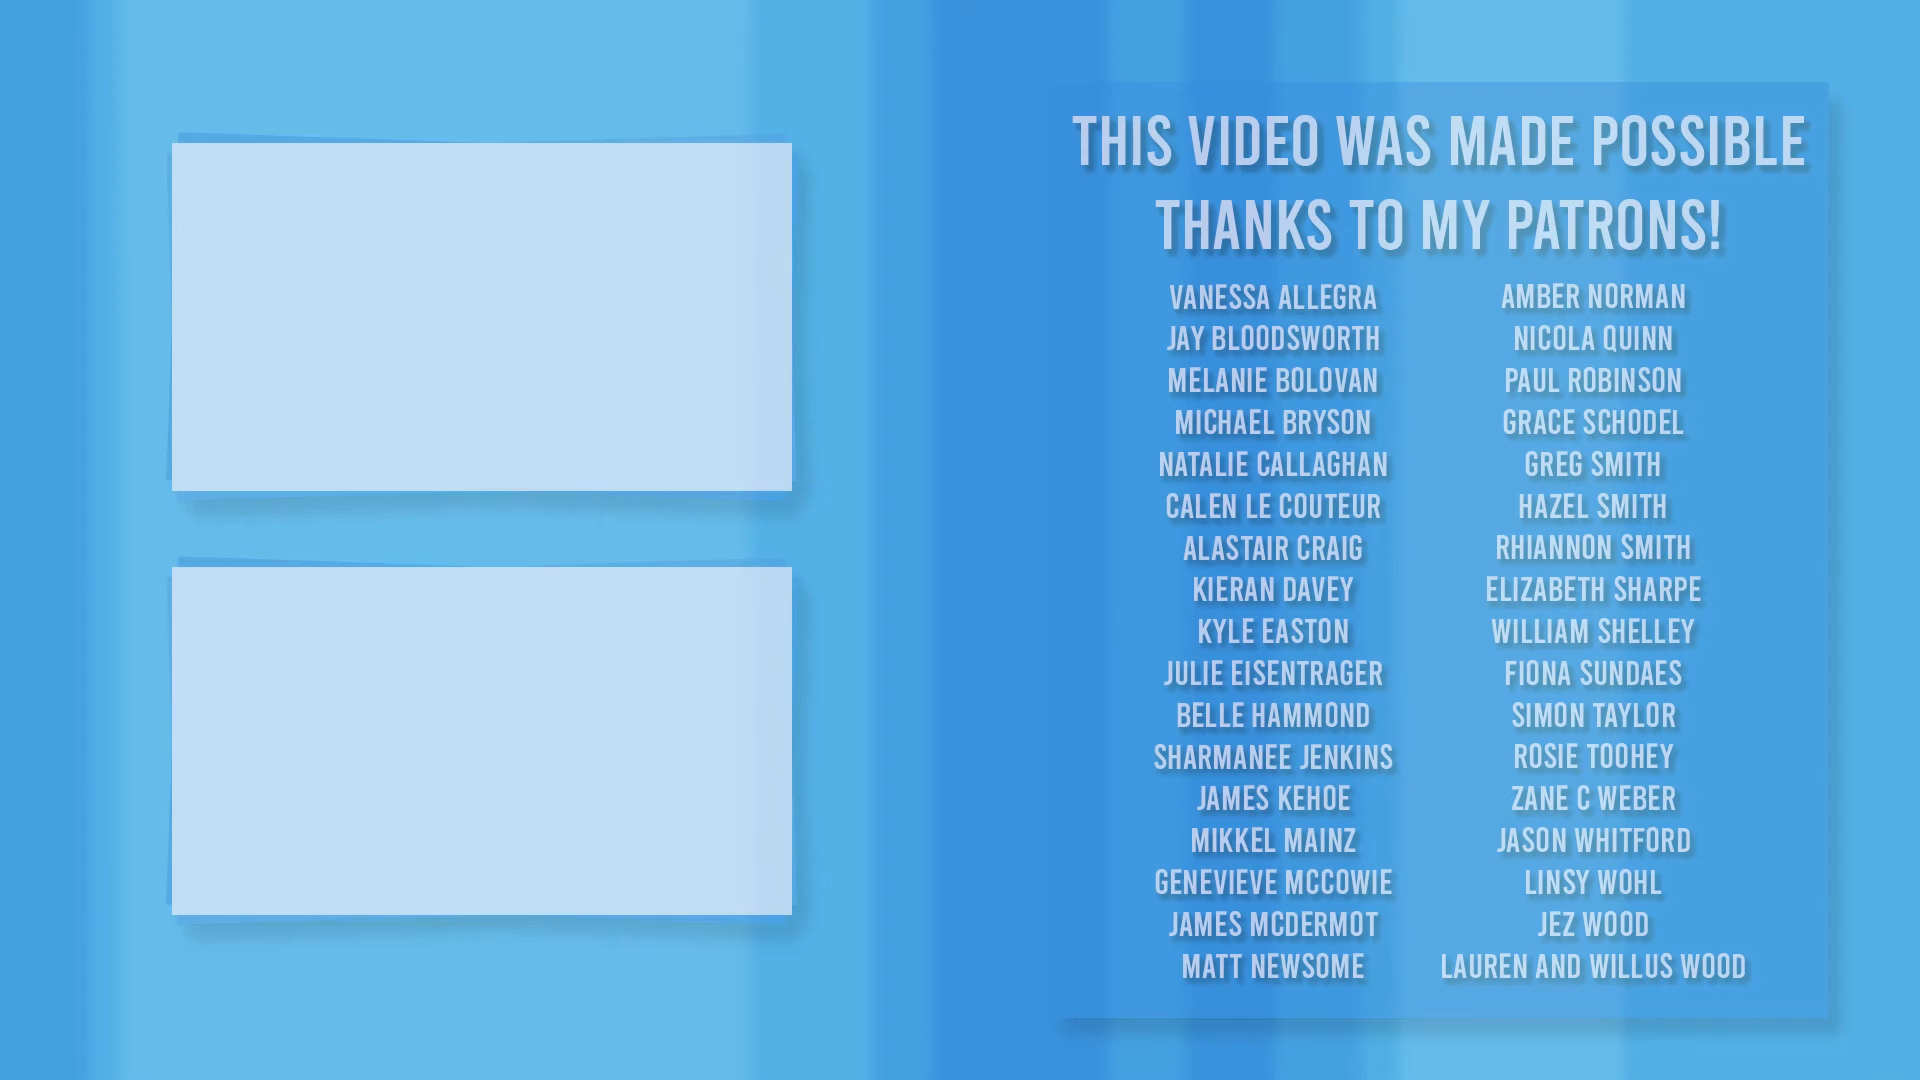 THIS VIDEO WAS MADE POSSIBLE
THANKS TO MY PATRONS!
VANESSA ALLEGRA
JAY BLOODSWORTH
MELANIE BOLOVAN
MICHAEL BRYSON
NATALIE CALLAGHAN
CALEN LE COUTEUR
ALASTAIR CRAIG
KIERAN DAVEY
KYLE EASTON
JULIE EISENTRAGER
BELLE HAMMOND
SHARMANEE JENKINS
JAMES KEHOE
MIKKEL MAINZ
GENEVIEVE MCCOWIE
JAMES MCDERMOT
MATT NEWSOME
AMBER NORMAN
NICOLA QUINN
PAUL ROBINSON
GRACE SCHODEL
GREG SMITH
HAZEL SMITH
RHIANNON SMITH
ELIZABETH SHARPE
WILLIAM SHELLEY
FIONA SUNDAES
SIMON TAYLOR
ROSIE TOOHEY
ZANE C WEBER
JASON WHITFORD
LINSY WOHL
JEZ WOOD
LAUREN AND WILLUS WOOD